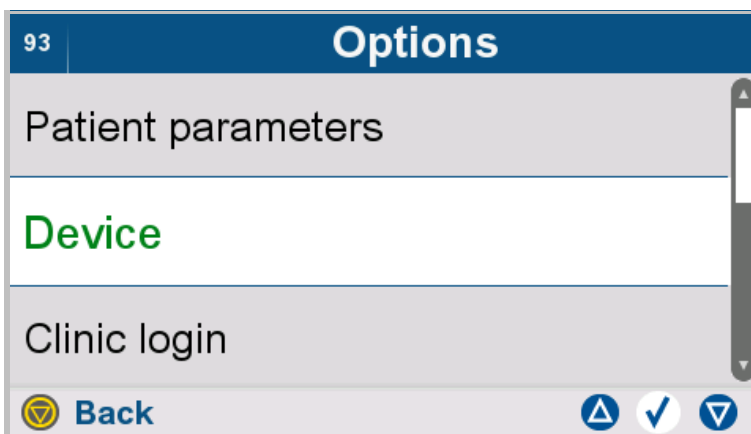 93 Options
Patient parameters
Device
Clinic login
Back